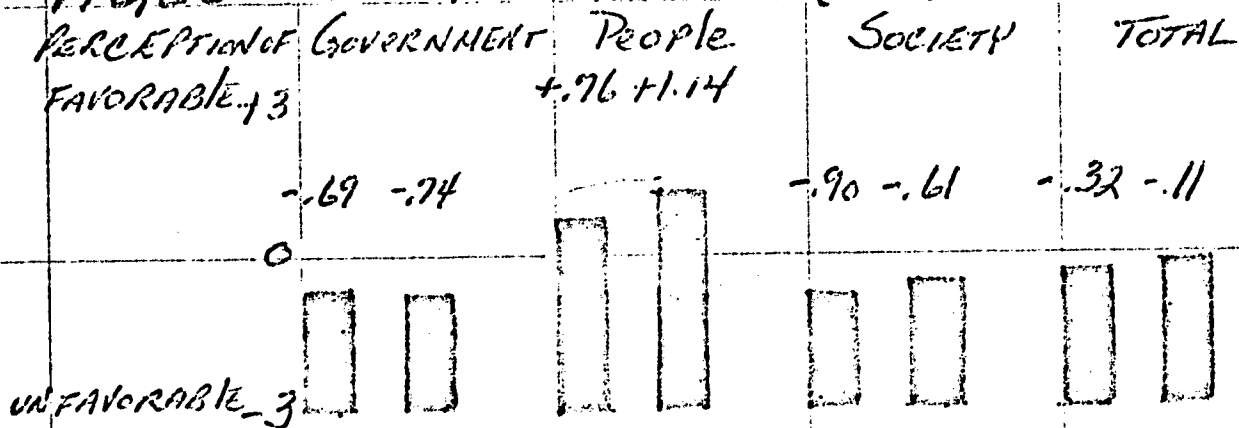 PERCEPTION OF GOVERNMENT People SOCIETY TOTAL
FAVORABLE +3 +.76 +1.14
-.69 -.74 -.90 -.61 -.32 -.11
0
UNFAVORABLE -3